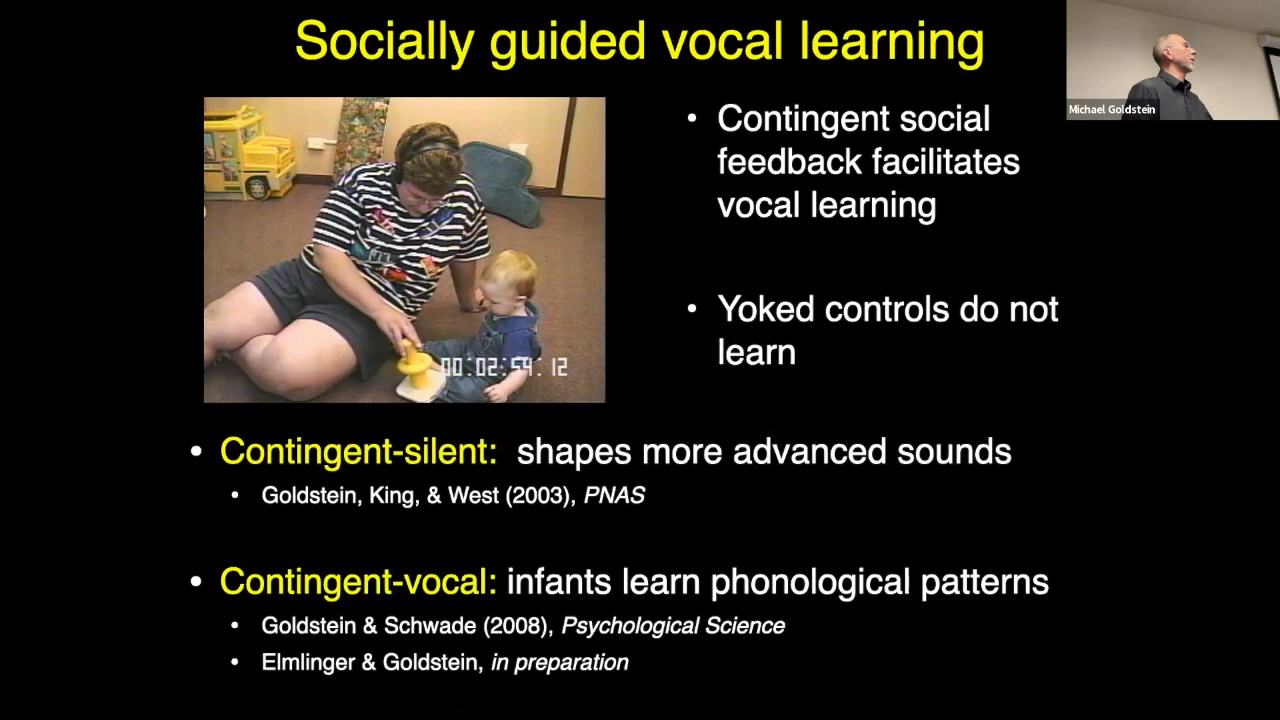 Socially guided vocal learning
Michael Goldstein
• Contingent social
feedback facilitates
vocal learning
• Yoked controls do not
learn
00:02:54:12
• Contingent-silent: shapes more advanced sounds
• Goldstein, King, & West (2003), PNAS
• Contingent-vocal: infants learn phonological patterns
• Goldstein & Schwade (2008), Psychological Science
• Elmlinger & Goldstein, in preparation